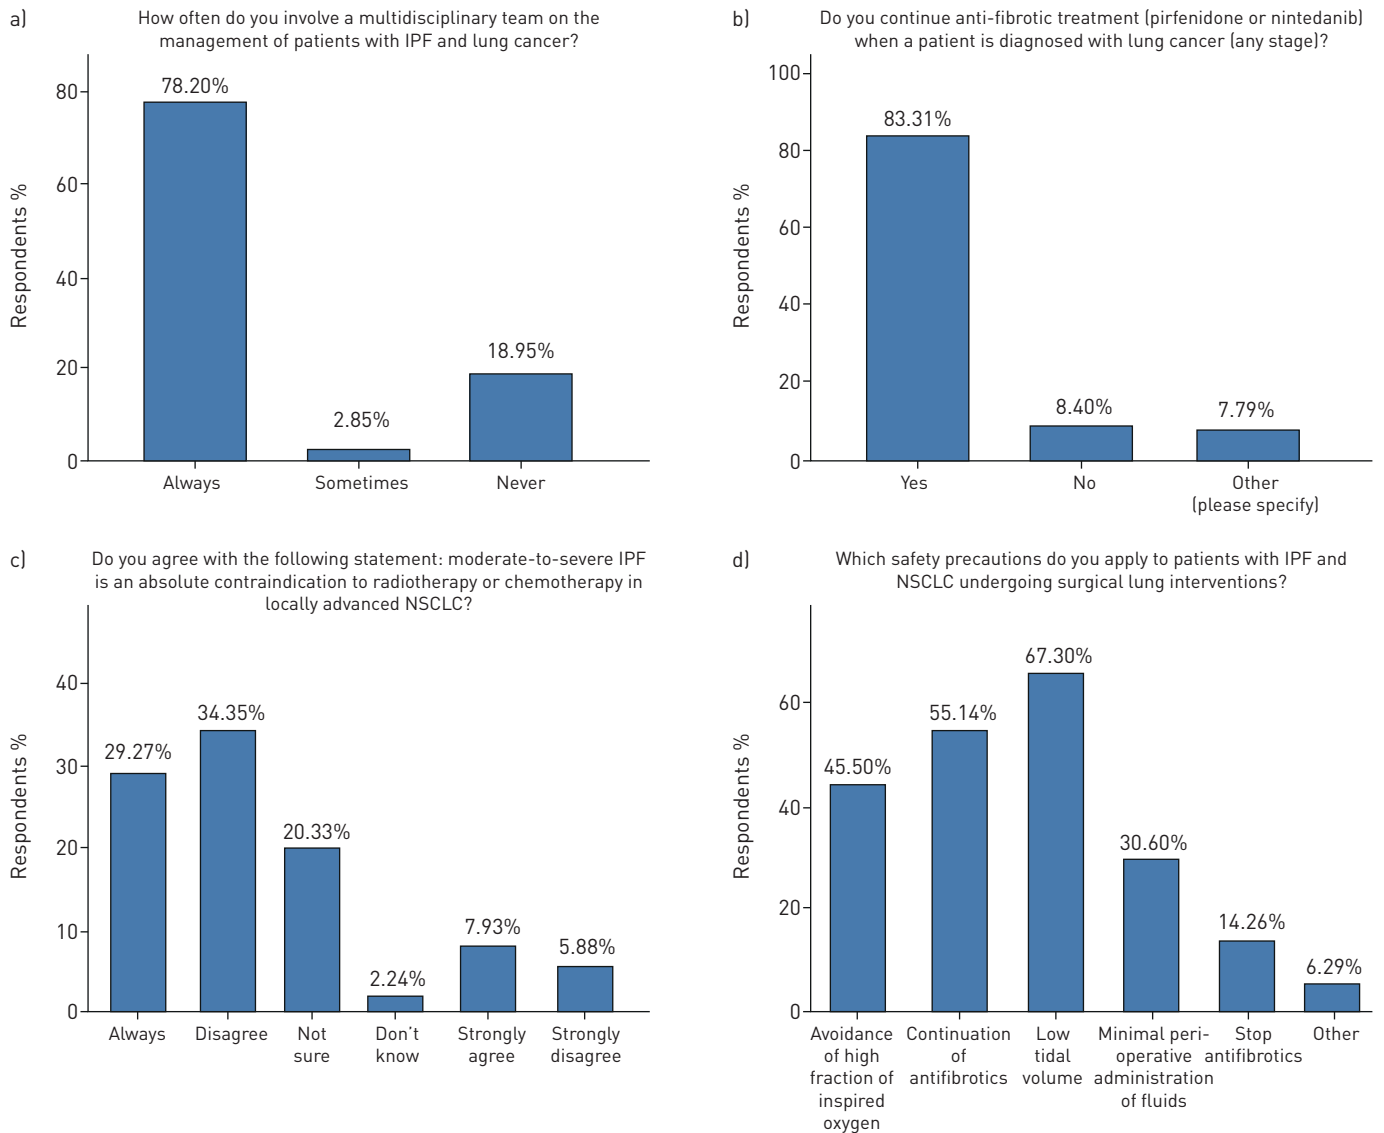 a)
How often do you involve a multidisciplinary team on the
management of patients with IPF and lung cancer?
Respondents %
80
60
40
20
0
78.20%
2.85%
18.95%
Always
Sometimes
Never
b)
Do you continue anti-fibrotic treatment (pirfenidone or nintedanib)
when a patient is diagnosed with lung cancer (any stage)?
Respondents %
100
80
60
40
20
0
83.31%
8.40%
7.79%
Yes
No
Other
(please specify)
c)
Do you agree with the following statement: moderate-to-severe IPF
is an absolute contraindication to radiotherapy or chemotherapy in
locally advanced NSCLC?
Respondents %
40
30
20
10
0
29.27%
34.35%
20.33%
2.24%
7.93%
5.88%
Always
Disagree
Not
sure
Don't
know
Strongly
agree
Strongly
disagree
d)
Which safety precautions do you apply to patients with IPF and
NSCLC undergoing surgical lung interventions?
Respondents %
60
40
20
0
45.50%
55.14%
67.30%
30.60%
14.26%
6.29%
Avoidance
of high
fraction of
inspired
oxygen
Continuation
of
antifibrotics
Low
tidal
volume
Minimal peri-
operative
administration
of fluids
Stop
antifibrotics
Other